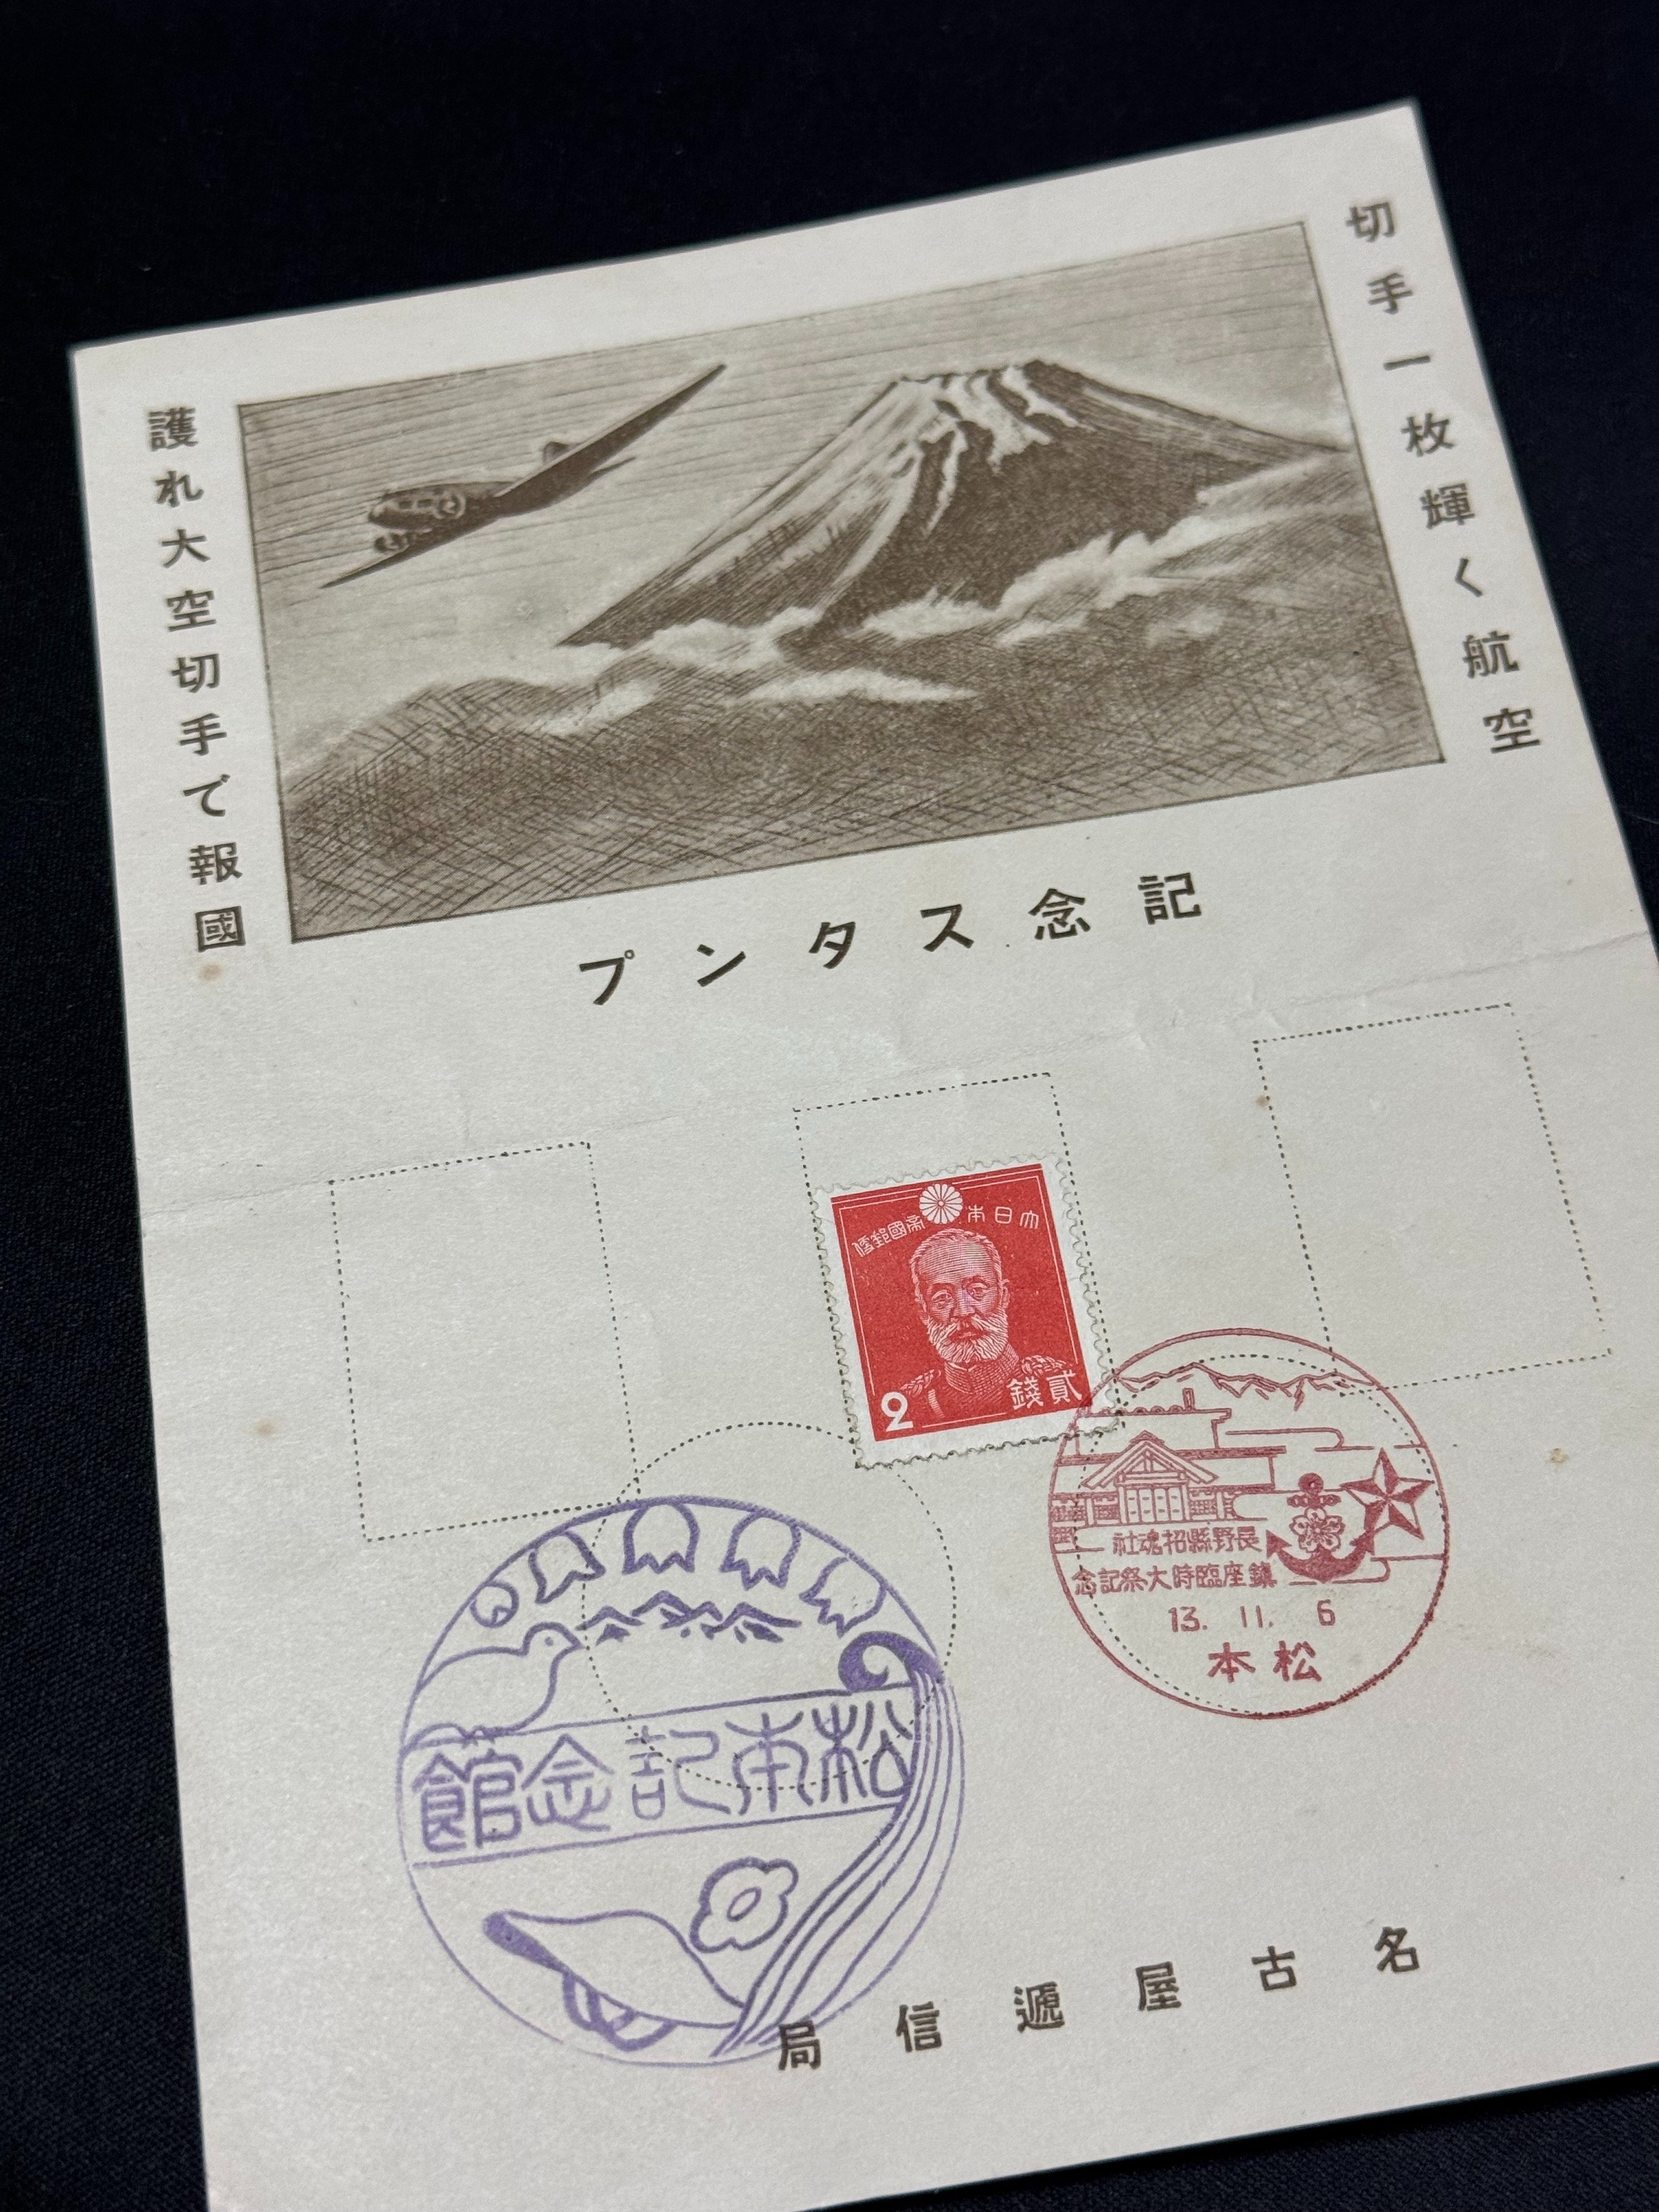 切手一枚輝く航空
護れ大空切手で報國
記念スタンプ
大日本帝國郵便
2
貳錢
長野縣招魂社
鎮座臨時大祭記念
13. 11. 6
松本
松本記念館
名古屋遞信局